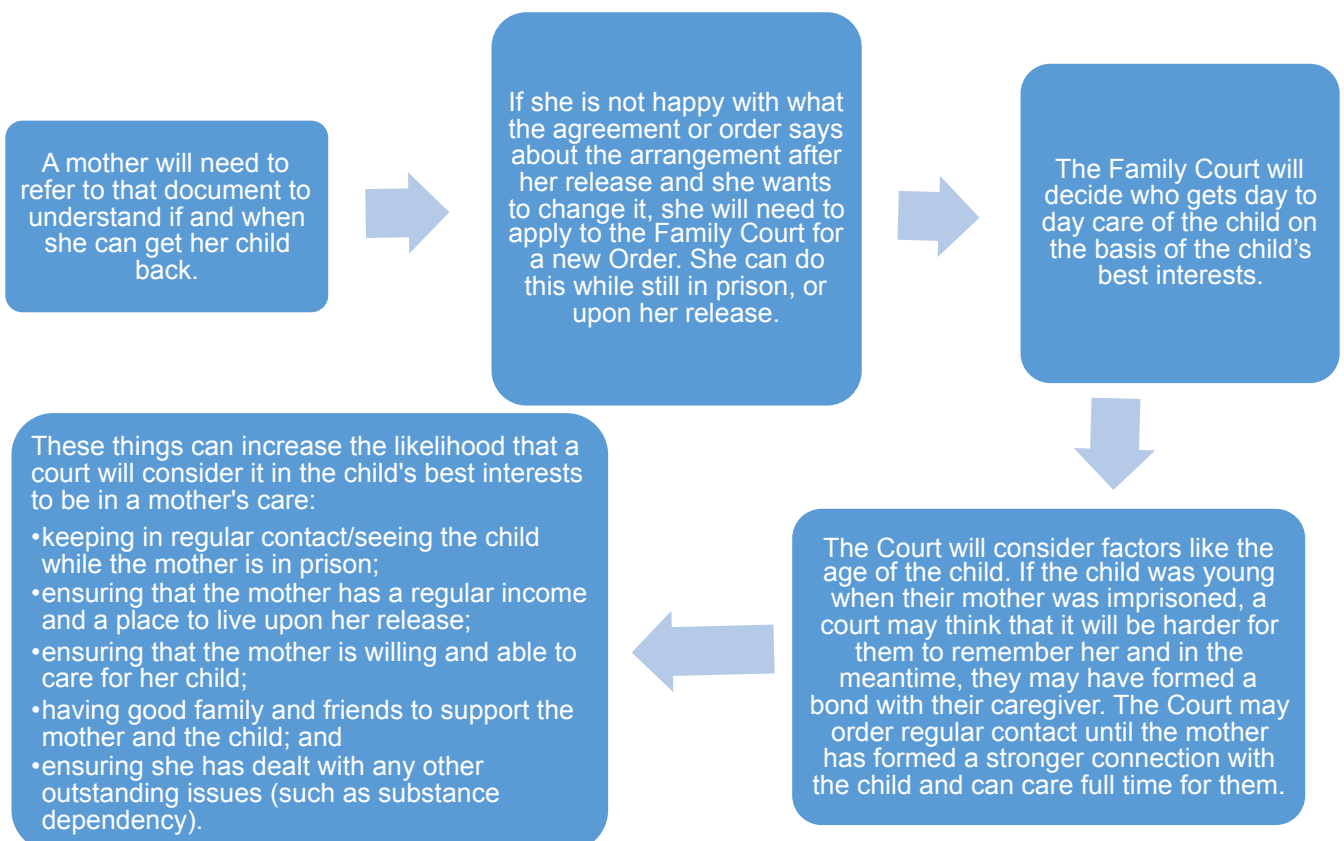 A mother will need to
refer to that document to
understand if and when
she can get her child
back.
If she is not happy with what
the agreement or order says
about the arrangement after
her release and she wants
to change it, she will need to
apply to the Family Court for
a new Order. She can do
this while still in prison, or
upon her release.
The Family Court will
decide who gets day to
day care of the child on
the basis of the child’s
best interests.
The Court will consider factors like the
age of the child. If the child was young
when their mother was imprisoned, a
court may think that it will be harder for
them to remember her and in the
meantime, they may have formed a
bond with their caregiver. The Court may
order regular contact until the mother
has formed a stronger connection with
the child and can care full time for them.
These things can increase the likelihood that a
court will consider it in the child's best interests
to be in a mother's care:
•keeping in regular contact/seeing the child
while the mother is in prison;
•ensuring that the mother has a regular income
and a place to live upon her release;
•ensuring that the mother is willing and able to
care for her child;
•having good family and friends to support the
mother and the child; and
•ensuring she has dealt with any other
outstanding issues (such as substance
dependency).